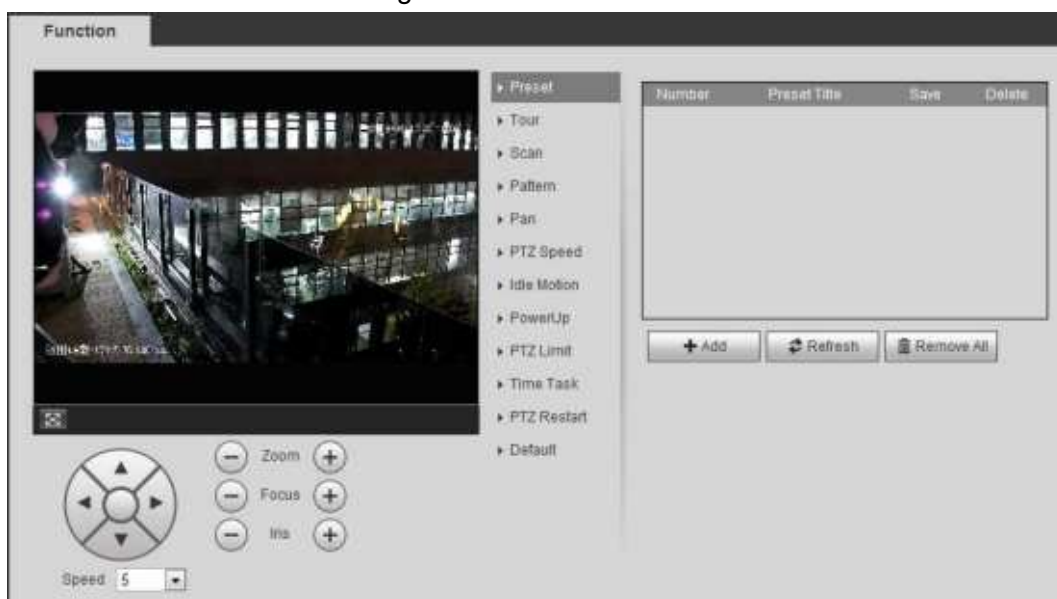 Function
Preset
Tour
Scan
Pattern
Pan
PTZ Speed
Idle Motion
PowerUp
PTZ Limit
Time Task
PTZ Restart
Default
Number Preset Title Save Delete
Add Refresh Remove All
Zoom
Focus
Iris
Speed 5